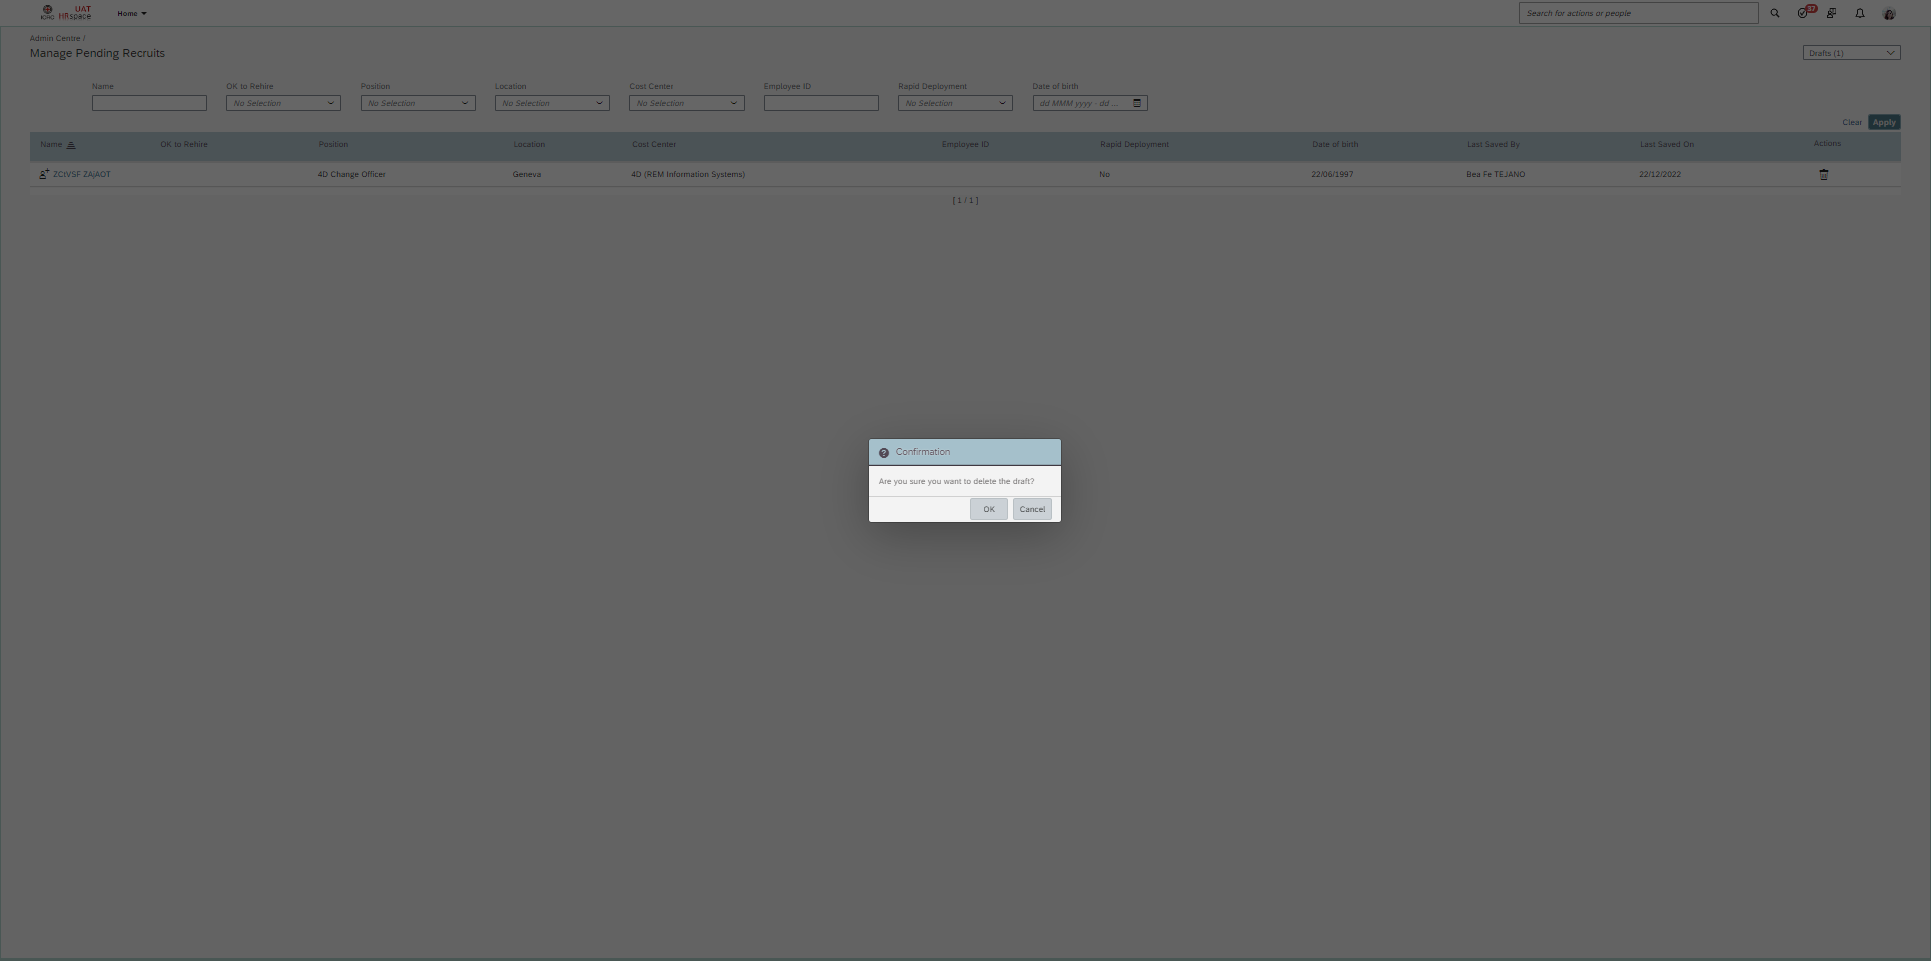 UAT
HRspace
Home
Search for actions or people
37
Admin Centre /
Manage Pending Recruits
Drafts (1)
Name OK to Rehire Position Location Cost Center Employee ID Rapid Deployment Date of birth
No Selection No Selection No Selection No Selection No Selection dd MMM yyyy - dd ...
Clear Apply
Name OK to Rehire Position Location Cost Center Employee ID Rapid Deployment Date of birth Last Saved By Last Saved On Actions
ZCtVSF ZAjAOT 4D Change Officer Geneva 4D (REM Information Systems) No 22/06/1997 Bea Fe TEJANO 22/12/2022
[ 1 / 1 ]
Confirmation
Are you sure you want to delete the draft?
OK Cancel